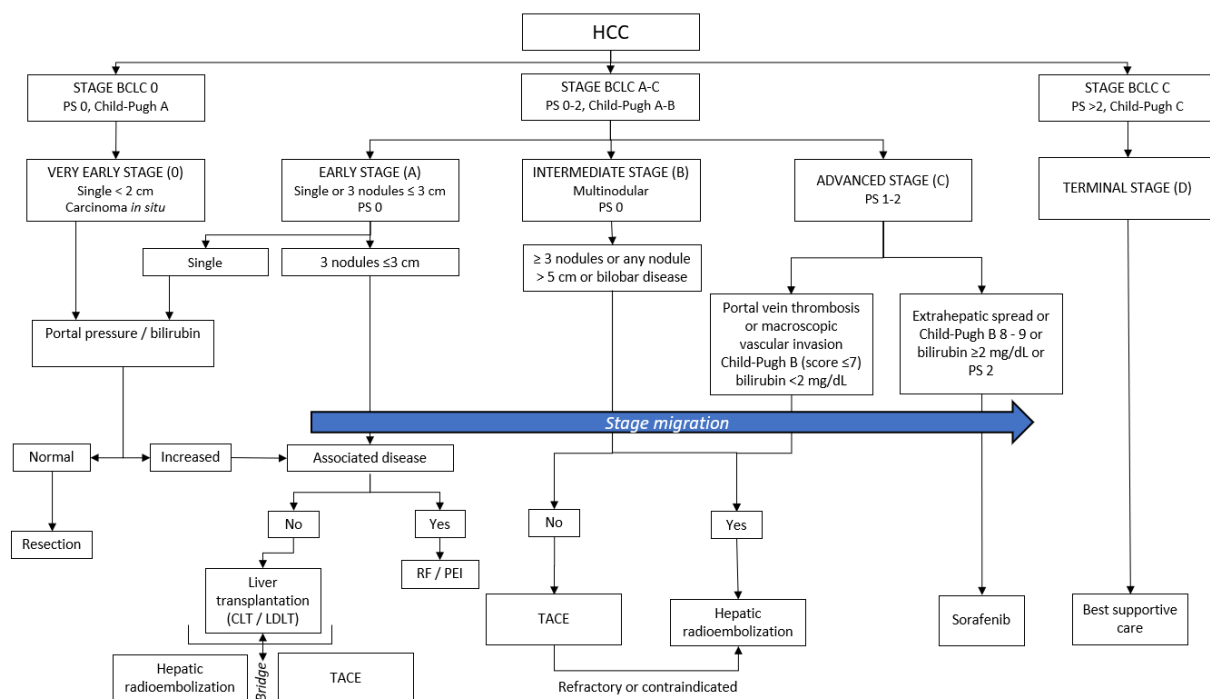 HCC
STAGE BCLC 0
PS 0, Child-Pugh A
STAGE BCLC A-C
PS 0-2, Child-Pugh A-B
STAGE BCLC C
PS >2, Child-Pugh C
VERY EARLY STAGE (0)
Single < 2 cm
Carcinoma in situ
EARLY STAGE (A)
Single or 3 nodules ≤ 3 cm
PS 0
INTERMEDIATE STAGE (B)
Multinodular
PS 0
ADVANCED STAGE (C)
PS 1-2
TERMINAL STAGE (D)
Single
3 nodules ≤3 cm
≥ 3 nodules or any nodule
> 5 cm or bilobar disease
Portal pressure / bilirubin
Portal vein thrombosis
or macroscopic
vascular invasion
Child-Pugh B (score ≤7)
bilirubin <2 mg/dL
Extrahepatic spread or
Child-Pugh B 8 - 9 or
bilirubin ≥2 mg/dL or
PS 2
Stage migration
Normal
Increased
Associated disease
No
Yes
No
Yes
Resection
Liver
transplantation
(CLT / LDLT)
RF / PEI
TACE
Hepatic
radioembolization
Sorafenib
Best supportive
care
Hepatic
radioembolization
Bridge
TACE
Refractory or contraindicated